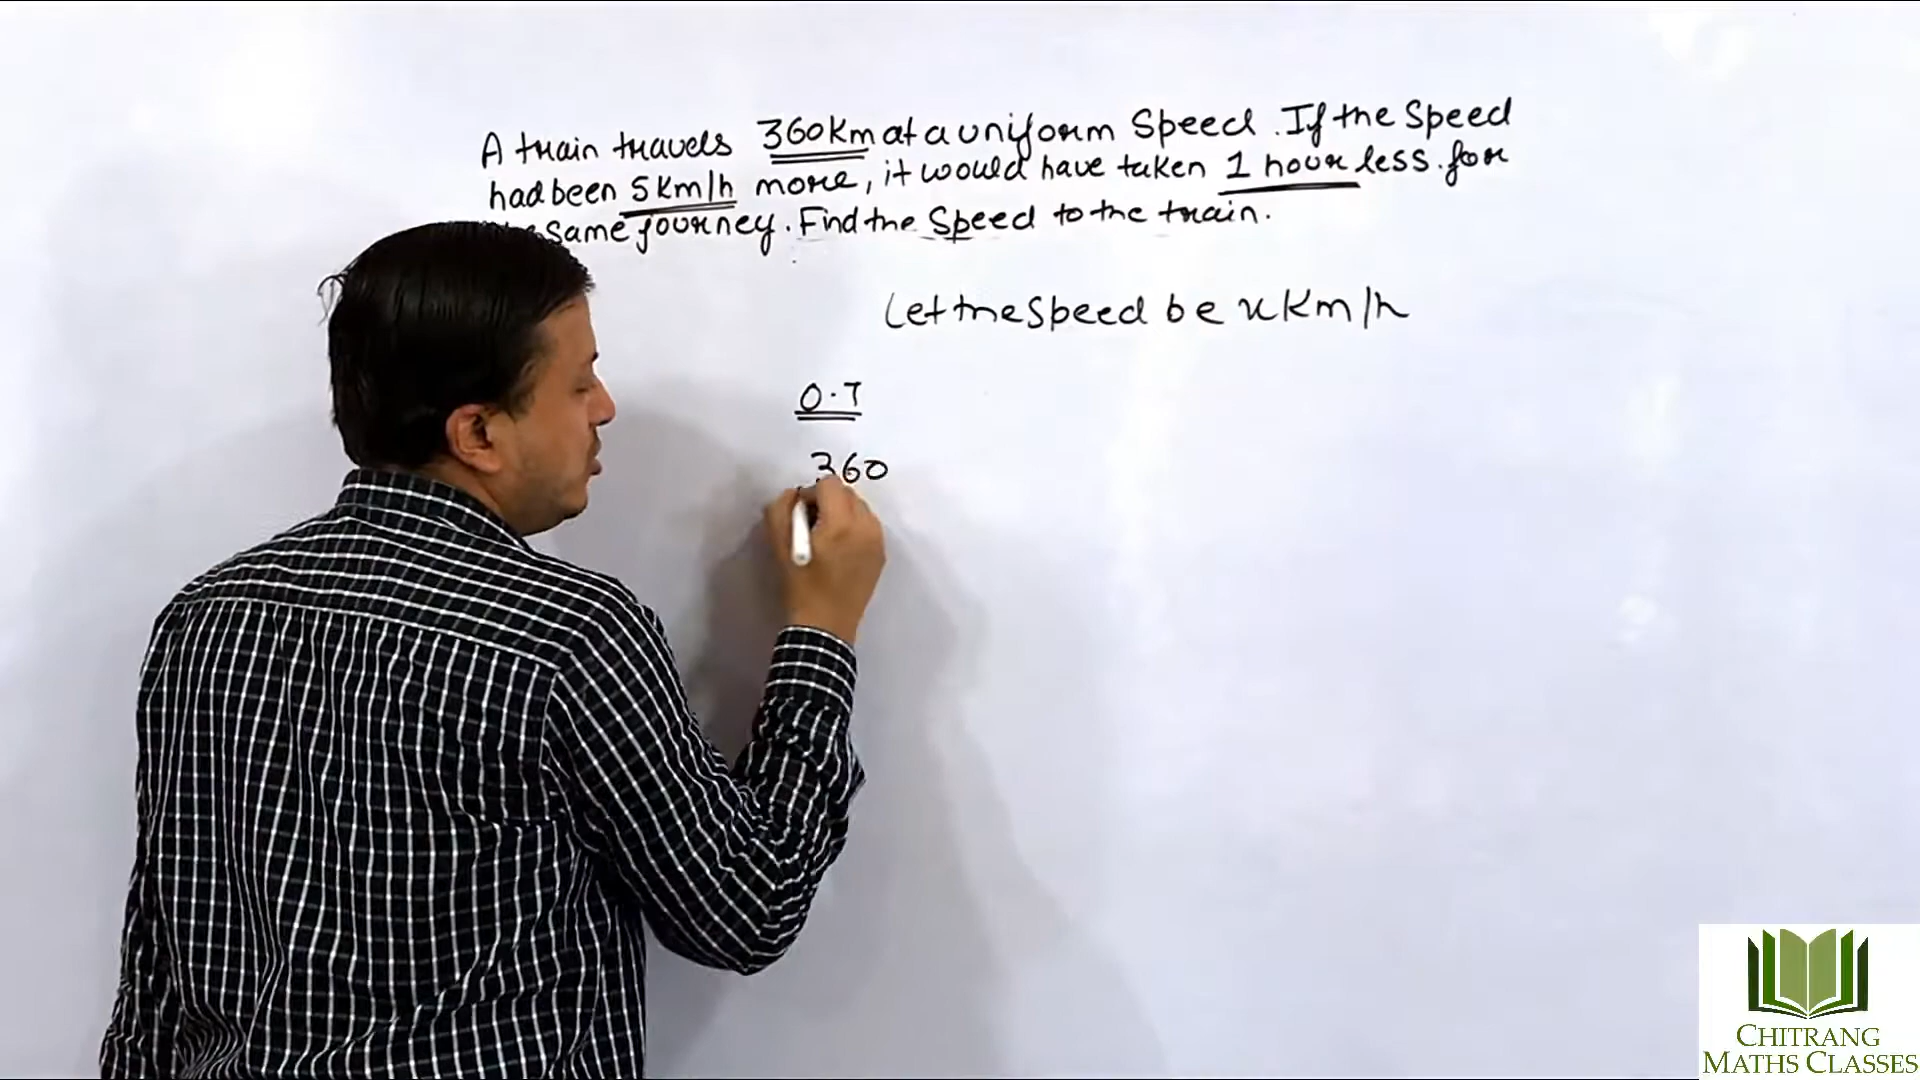 A train travels 360Km at a uniform Speed. If the Speed
had been 5Km/h more, it would have taken 1 hour less. for
same journey. Find the Speed to the train.
Let the Speed be x Km/h
O.T
360
CHITRANG
MATHS CLASSES